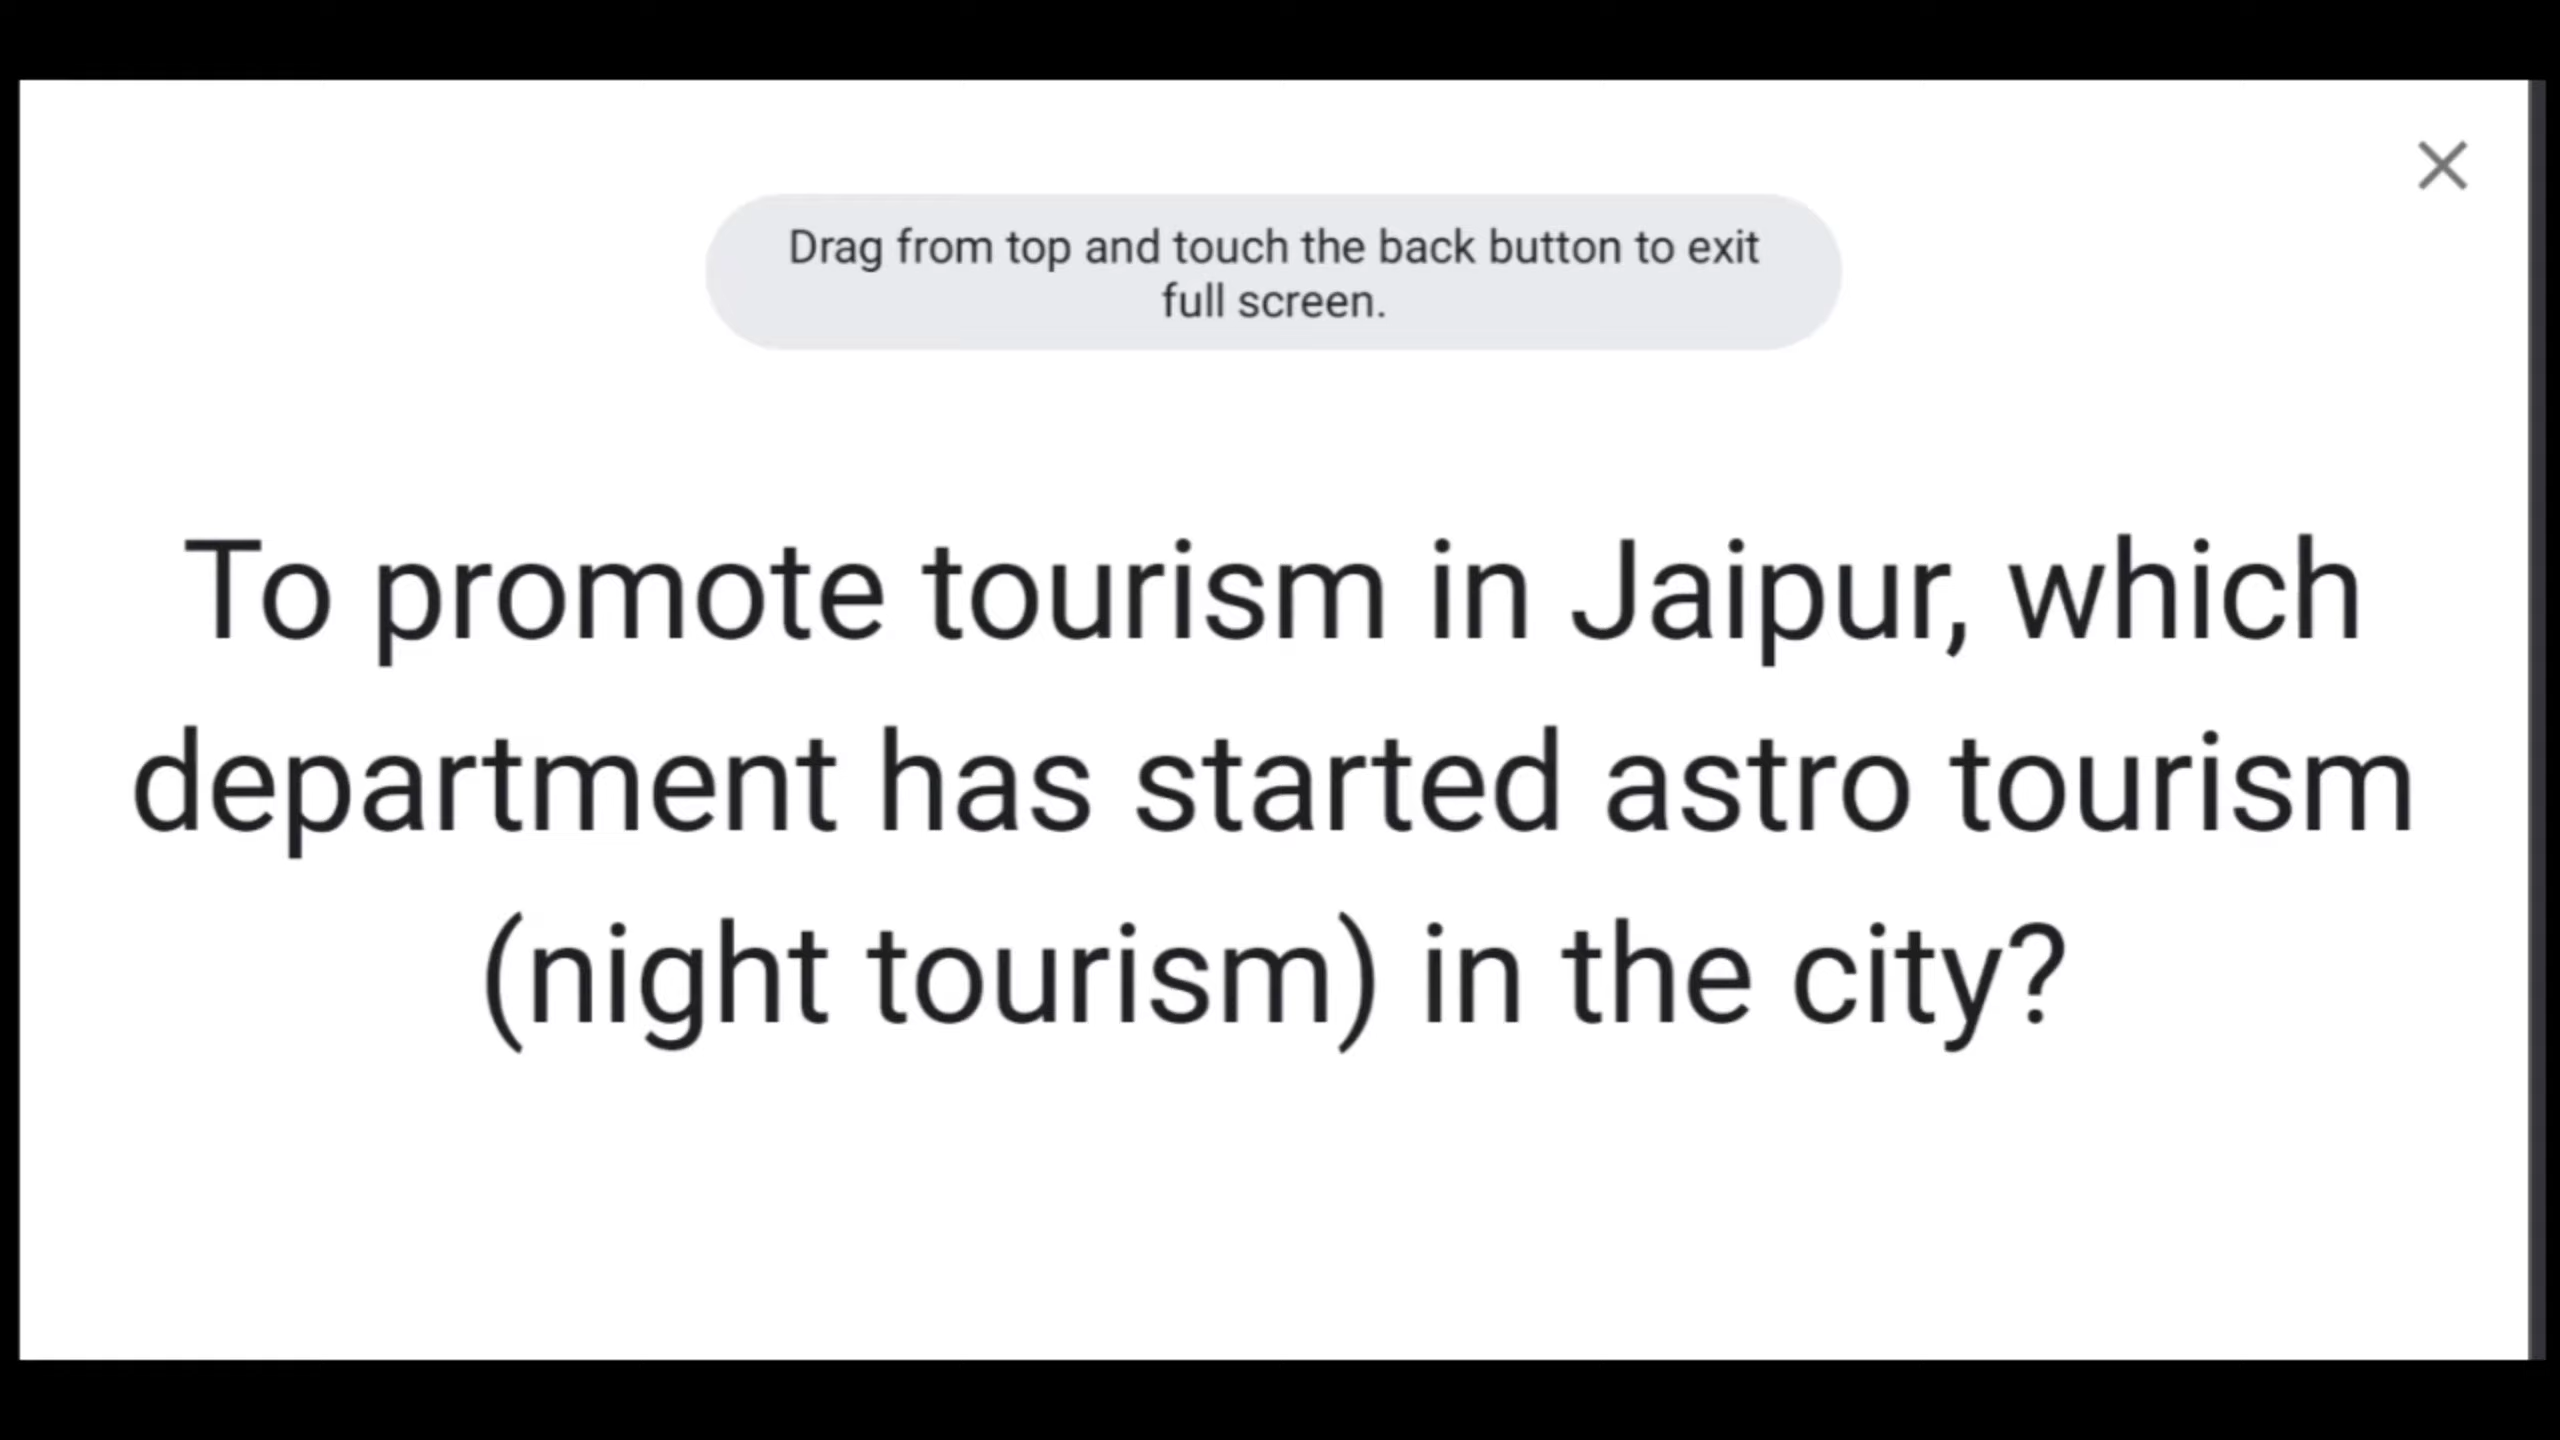 Drag from top and touch the back button to exit
full screen.
To promote tourism in Jaipur, which
department has started astro tourism
(night tourism) in the city?